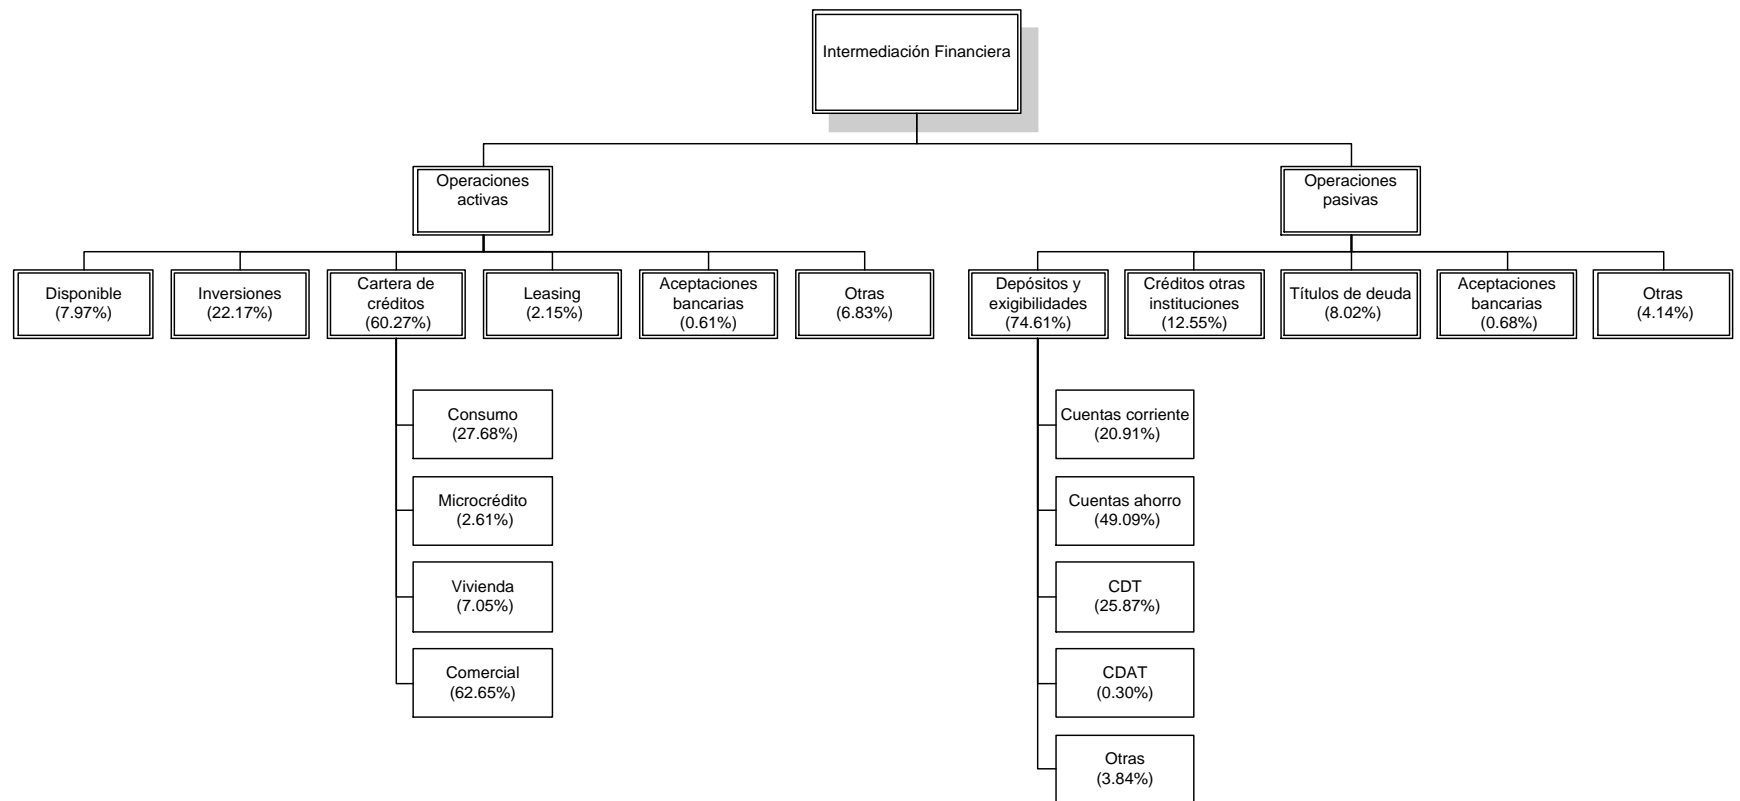 Intermediación Financiera
Operaciones
activas
Operaciones
pasivas
Disponible
(7.97%)
Inversiones
(22.17%)
Cartera de
créditos
(60.27%)
Leasing
(2.15%)
Aceptaciones
bancarias
(0.61%)
Otras
(6.83%)
Depósitos y
exigibilidades
(74.61%)
Créditos otras
instituciones
(12.55%)
Títulos de deuda
(8.02%)
Aceptaciones
bancarias
(0.68%)
Otras
(4.14%)
Consumo
(27.68%)
Microcrédito
(2.61%)
Vivienda
(7.05%)
Comercial
(62.65%)
Cuentas corriente
(20.91%)
Cuentas ahorro
(49.09%)
CDT
(25.87%)
CDAT
(0.30%)
Otras
(3.84%)